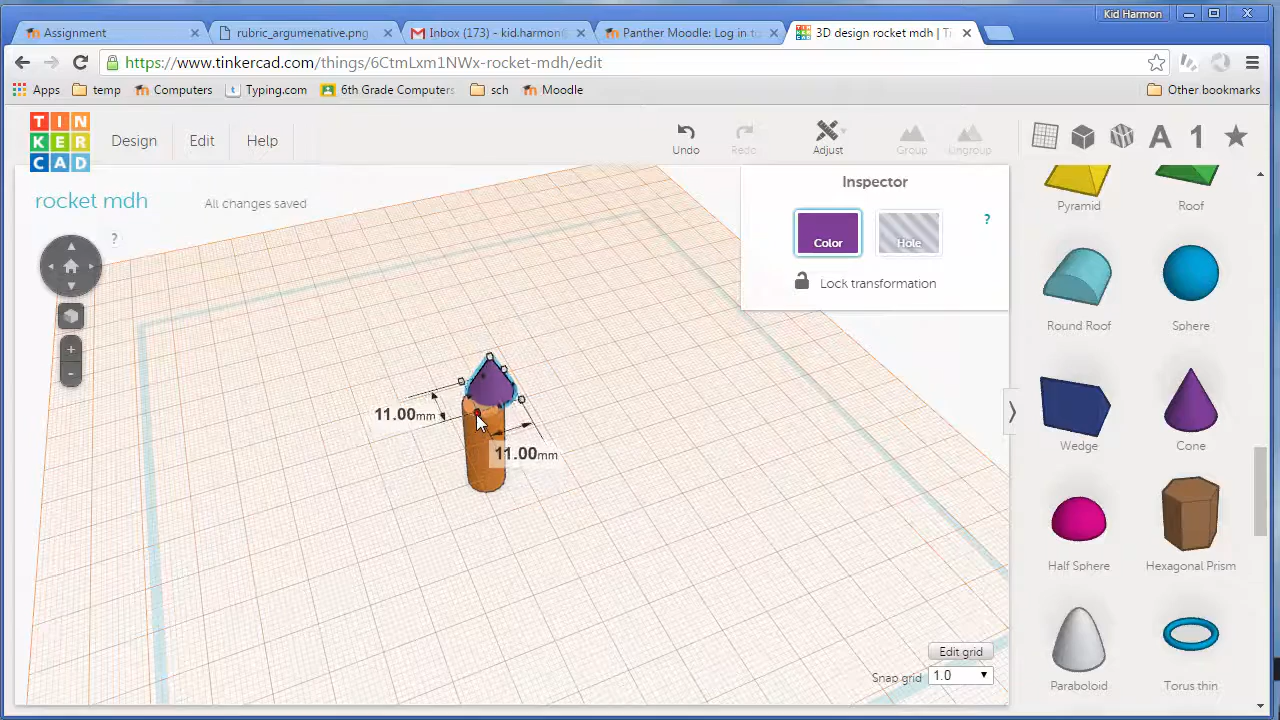 Kid Harmon
Assignment
rubric_argumenative.png
Inbox (173) - kid.harmon(
Panther Moodle: Log in to
3D design rocket mdh | T
https://www.tinkercad.com/things/6CtmLxm1NWx-rocket-mdh/edit
Apps temp Computers Typing.com 6th Grade Computers sch Moodle Other bookmarks
TIN
KER
CAD
Design Edit Help
Undo Redo Adjust Group Ungroup
A 1
rocket mdh
All changes saved
?
Inspector
Color
Hole
?
Lock transformation
11.00mm
11.00mm
Pyramid Roof
Round Roof Sphere
Wedge Cone
Half Sphere Hexagonal Prism
Paraboloid Torus thin
Edit grid
Snap grid 1.0